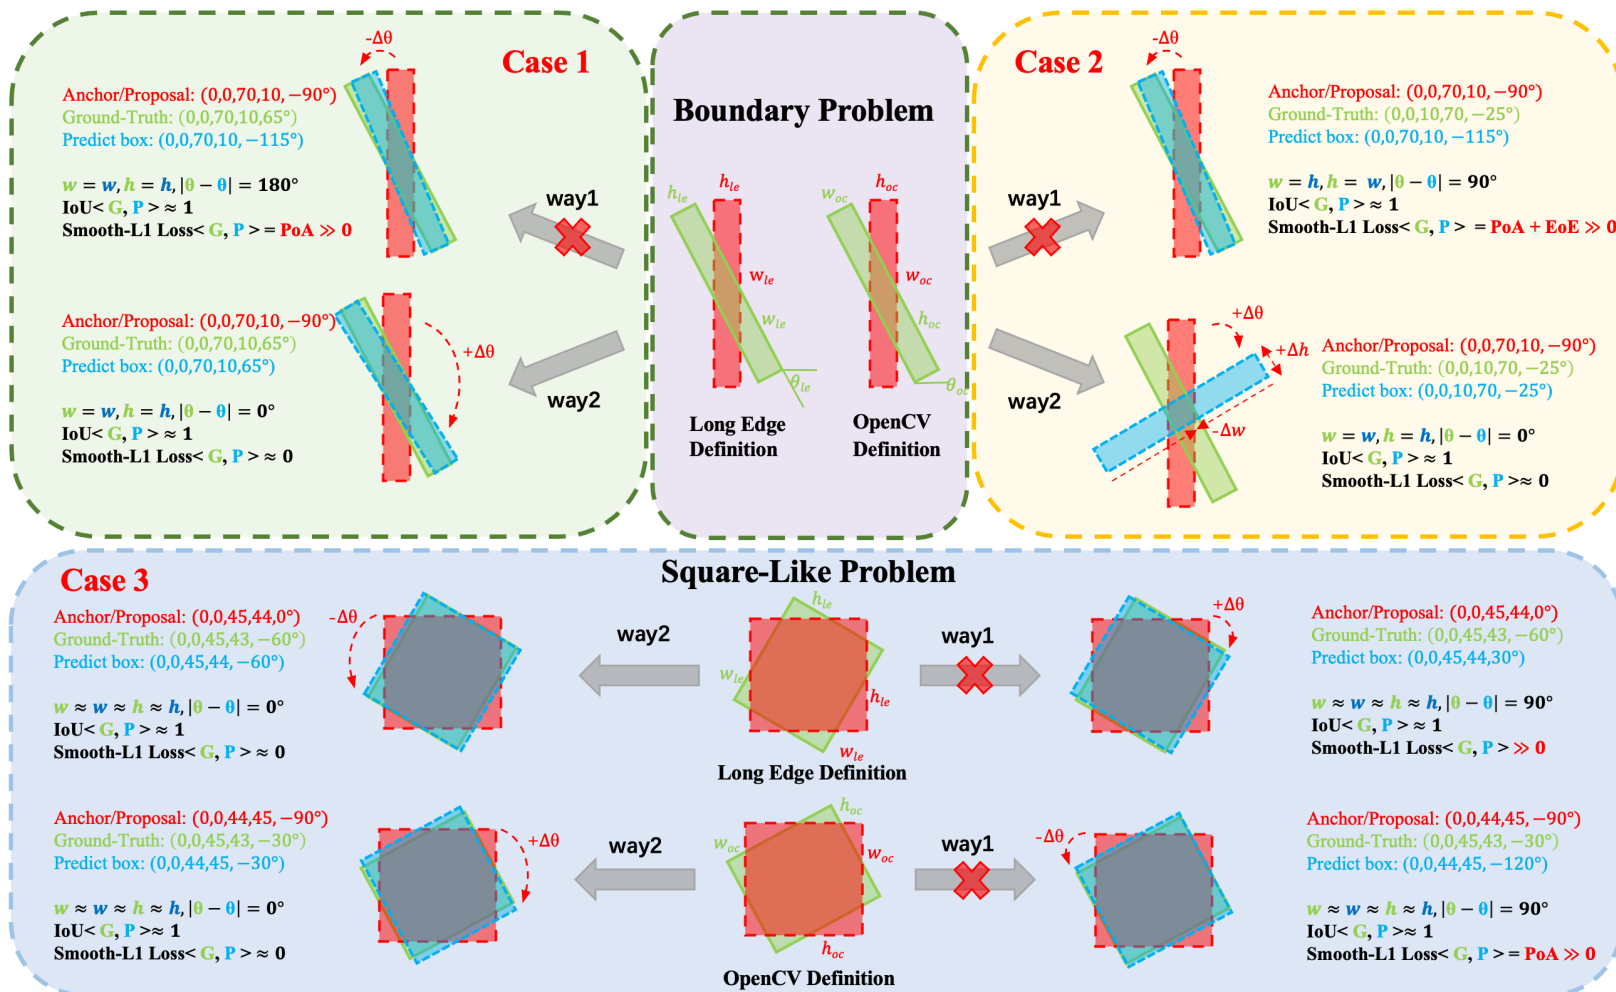 Case 1
-Δθ
Anchor/Proposal: (0,0,70,10,−90°)
Ground-Truth: (0,0,70,10,65°)
Predict box: (0,0,70,10,−115°)
w = w, h = h, |θ − θ| = 180°
IoU< G, P > ≈ 1
Smooth-L1 Loss< G, P > = PoA ≫ 0
way1
Anchor/Proposal: (0,0,70,10,−90°)
Ground-Truth: (0,0,70,10,65°)
Predict box: (0,0,70,10,65°)
+Δθ
w = w, h = h, |θ − θ| = 0°
IoU< G, P > ≈ 1
Smooth-L1 Loss< G, P > ≈ 0
way2
Boundary Problem
h_le
h_le
w_le
w_le
θ_le
Long Edge
Definition
w_oc
h_oc
w_oc
h_oc
θ_oc
OpenCV
Definition
Case 2
-Δθ
Anchor/Proposal: (0,0,70,10,−90°)
Ground-Truth: (0,0,10,70,−25°)
Predict box: (0,0,70,10,−115°)
w = h, h = w, |θ − θ| = 90°
IoU< G, P > ≈ 1
Smooth-L1 Loss< G, P > = PoA + EoE ≫ 0
way1
way2
+Δθ
+Δh
-Δw
Anchor/Proposal: (0,0,70,10,−90°)
Ground-Truth: (0,0,10,70,−25°)
Predict box: (0,0,10,70,−25°)
w = w, h = h, |θ − θ| = 0°
IoU< G, P > ≈ 1
Smooth-L1 Loss< G, P >≈ 0
Case 3
Square-Like Problem
Anchor/Proposal: (0,0,45,44,0°)
Ground-Truth: (0,0,45,43,−60°)
Predict box: (0,0,45,44,−60°)
w ≈ w ≈ h ≈ h, |θ − θ| = 0°
IoU< G, P > ≈ 1
Smooth-L1 Loss< G, P > ≈ 0
-Δθ
way2
h_le
w_le
h_le
w_le
Long Edge Definition
way1
+Δθ
Anchor/Proposal: (0,0,45,44,0°)
Ground-Truth: (0,0,45,43,−60°)
Predict box: (0,0,45,44,30°)
w ≈ w ≈ h ≈ h, |θ − θ| = 90°
IoU< G, P > ≈ 1
Smooth-L1 Loss< G, P > ≫ 0
Anchor/Proposal: (0,0,44,45,−90°)
Ground-Truth: (0,0,45,43,−30°)
Predict box: (0,0,44,45,−30°)
w ≈ w ≈ h ≈ h, |θ − θ| = 0°
IoU< G, P >≈ 1
Smooth-L1 Loss< G, P > ≈ 0
+Δθ
way2
h_oc
w_oc
w_oc
h_oc
OpenCV Definition
way1
-Δθ
Anchor/Proposal: (0,0,44,45,−90°)
Ground-Truth: (0,0,45,43,−30°)
Predict box: (0,0,44,45,−120°)
w ≈ w ≈ h ≈ h, |θ − θ| = 90°
IoU< G, P >≈ 1
Smooth-L1 Loss< G, P > = PoA ≫ 0